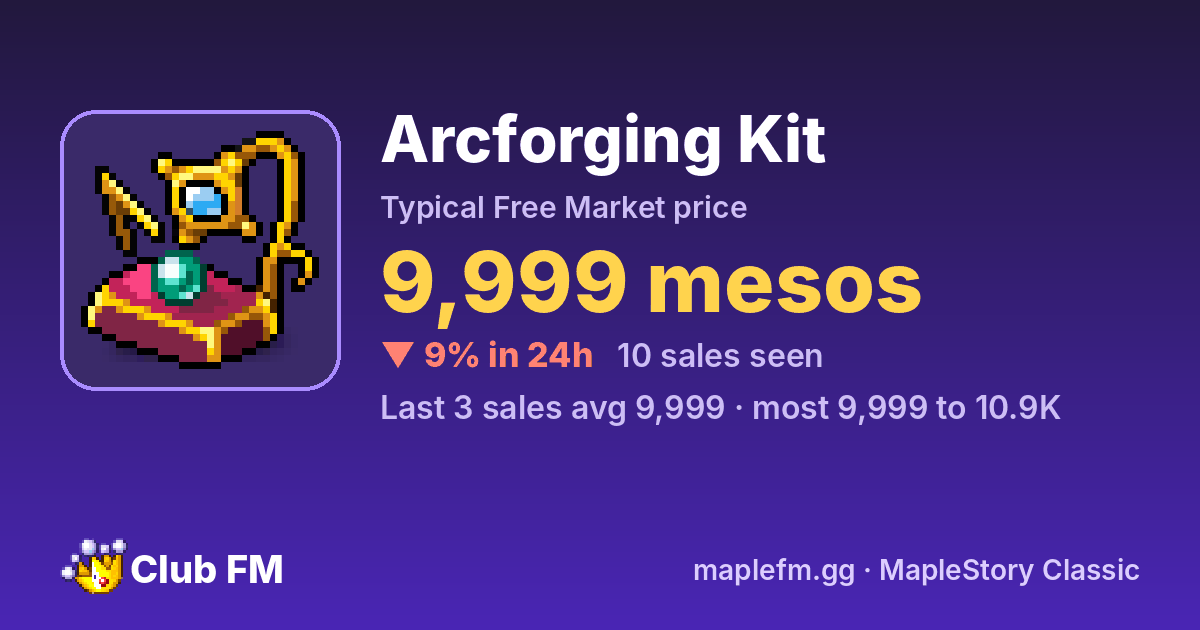 Arcforging Kit
Typical Free Market price
9,999 mesos
▼ 9% in 24h 10 sales seen
Last 3 sales avg 9,999 · most 9,999 to 10.9K
Club FM
maplefm.gg · MapleStory Classic